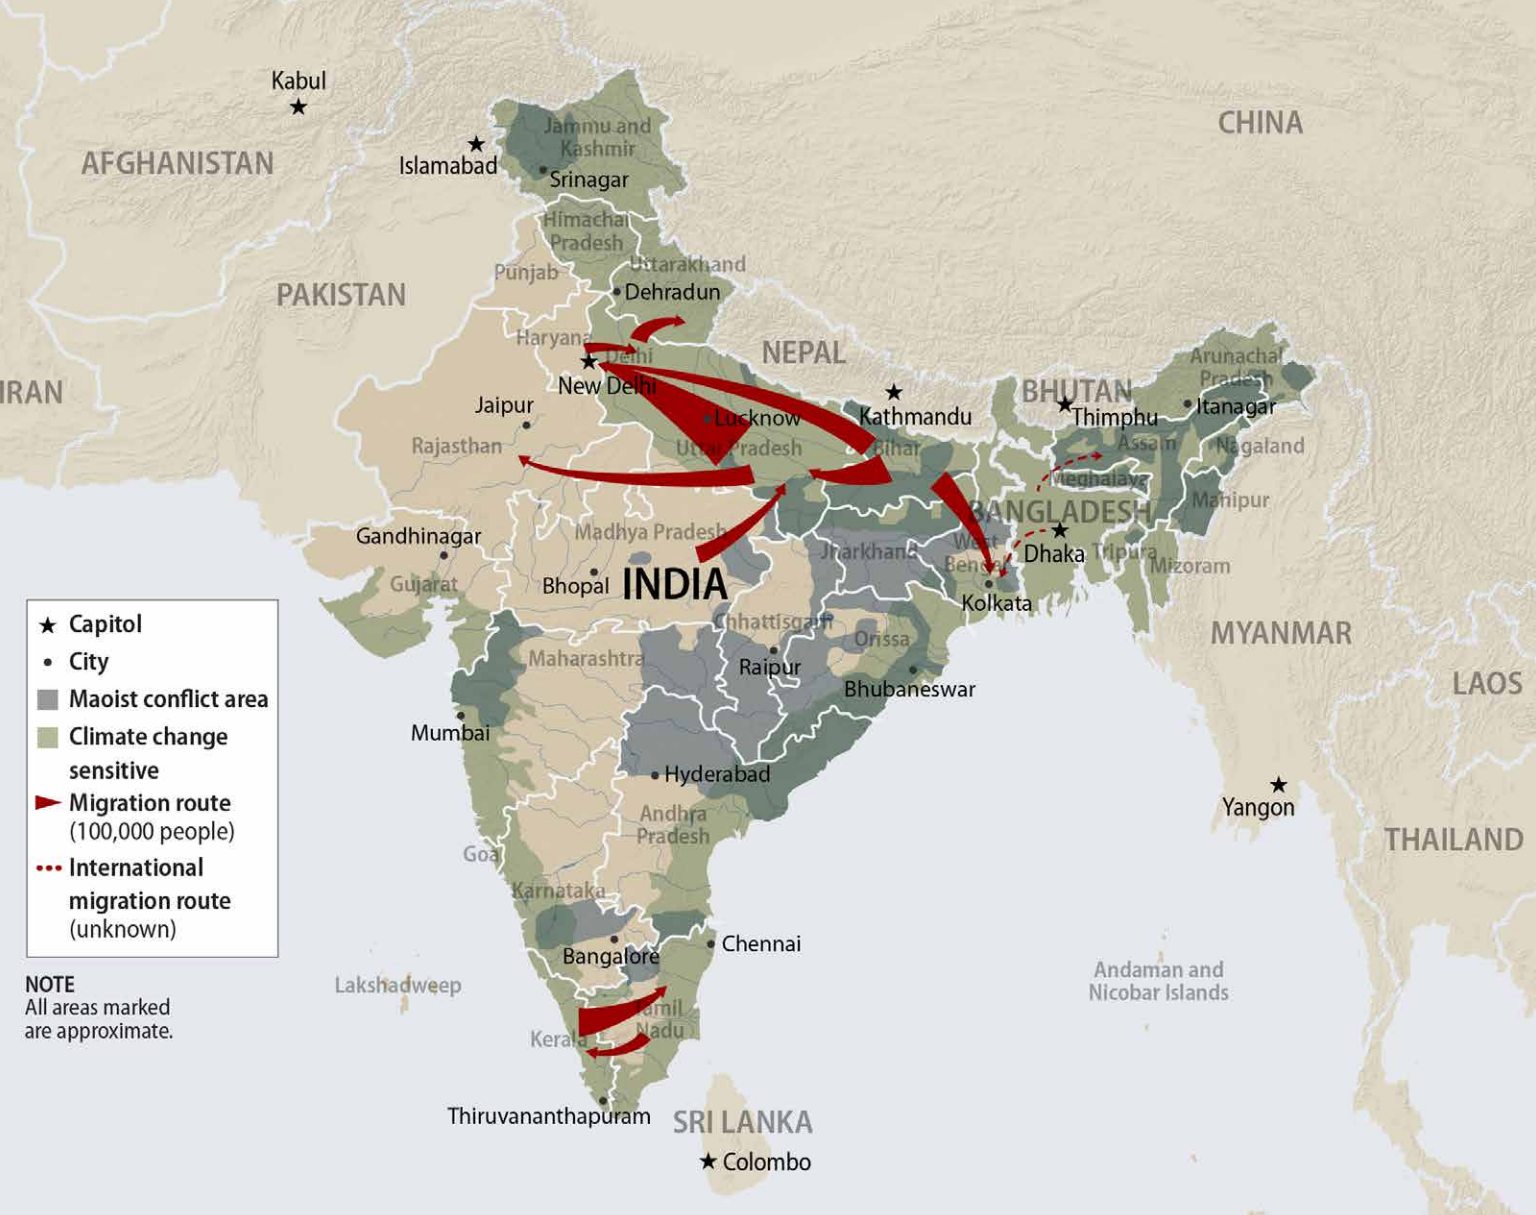 Kabul
CHINA
Jammu and
Kashmir
AFGHANISTAN
Islamabad
Srinagar
Himachal
Pradesh
Uttarakhand
Punjab
PAKISTAN
Dehradun
Haryana
Delhi
NEPAL
Arunachal
Pradesh
IRAN
New Delhi
BHUTAN
Jaipur
Lucknow
Kathmandu
Thimphu
Itanagar
Rajasthan
Uttar Pradesh
Bihar
Assam
Nagaland
Meghalaya
Manipur
BANGLADESH
Gandhinagar
Madhya Pradesh
Jharkhand
West
Bengal
Dhaka
Tripura
Mizoram
Gujarat
Bhopal
INDIA
Kolkata
Chhattisgarh
Orissa
MYANMAR
Maharashtra
Raipur
Bhubaneswar
LAOS
Mumbai
Hyderabad
Yangon
Andhra
Pradesh
THAILAND
Goa
Karnataka
Bangalore
Chennai
Lakshadweep
Andaman and
Nicobar Islands
Tamil
Nadu
Kerala
Thiruvananthapuram
SRI LANKA
Colombo
Capitol
City
Maoist conflict area
Climate change
sensitive
Migration route
(100,000 people)
International
migration route
(unknown)
NOTE
All areas marked
are approximate.